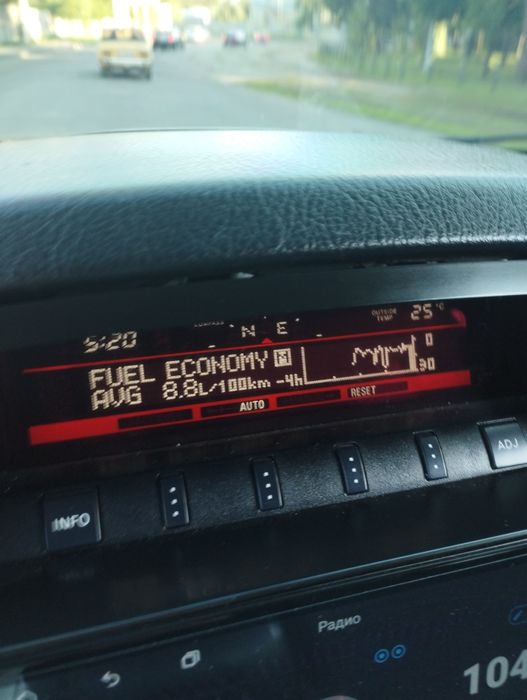 OUTSIDE TEMP 25°C
5:20
N E
FUEL ECONOMY
0
AVG 8.8L/100km -4h
30
AUTO RESET
INFO
ADJ
Радио
104